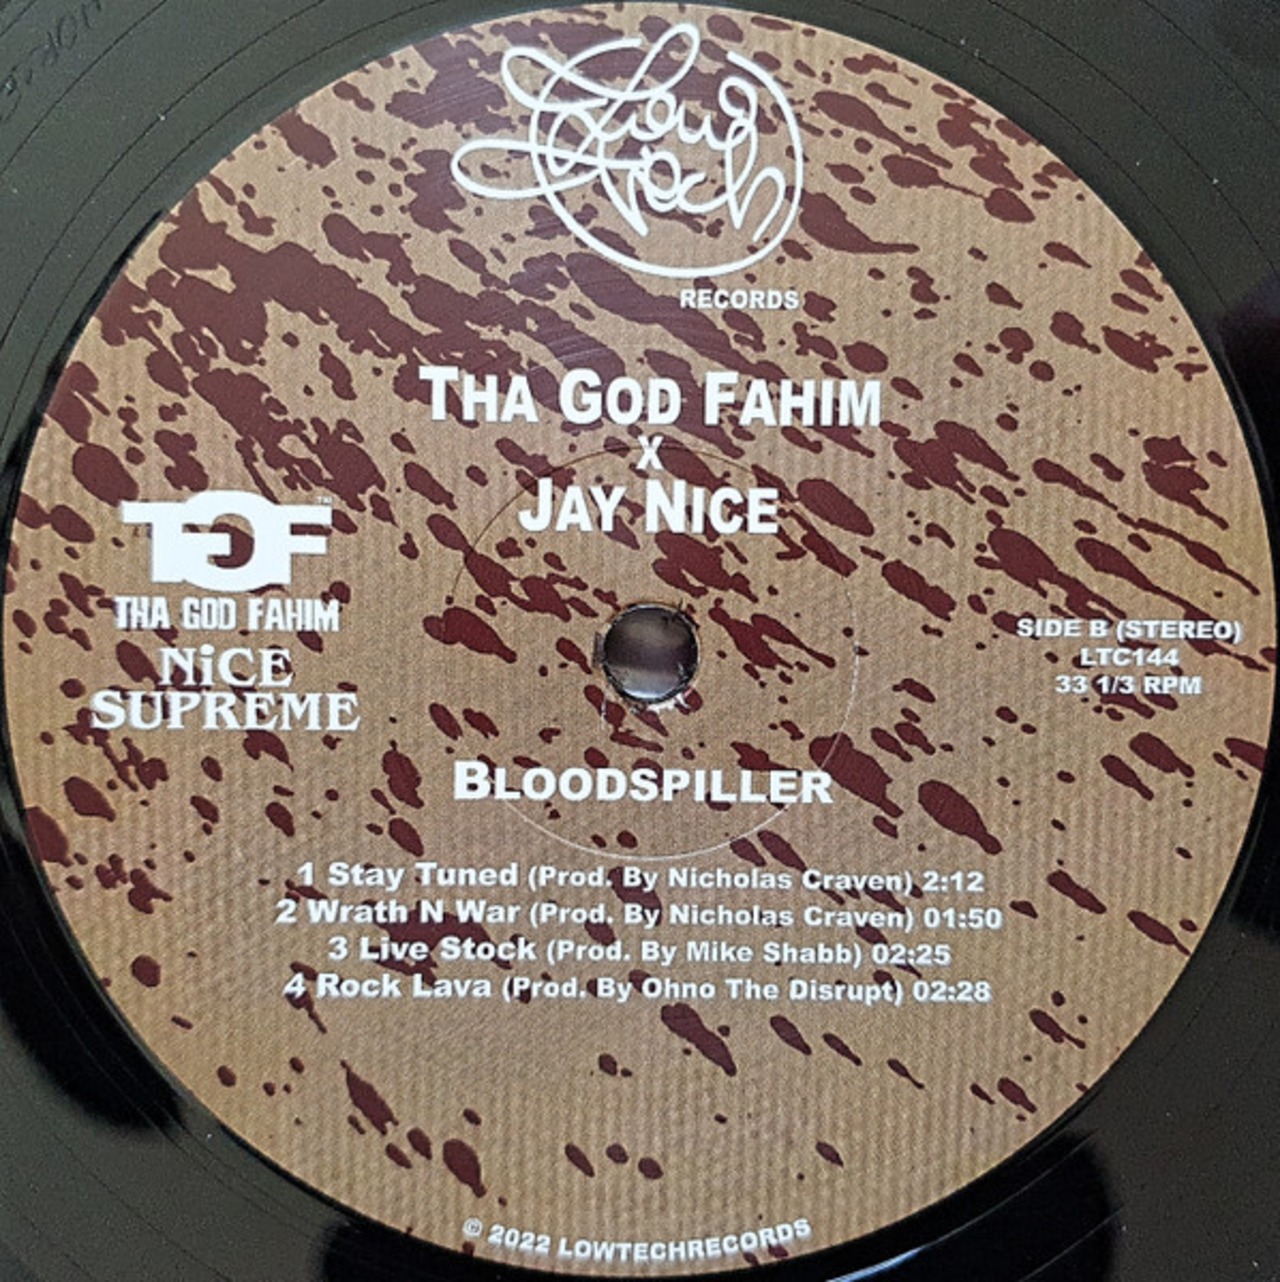 Low Tech
RECORDS
THA GOD FAHIM
X
JAY NICE
TGF™
THA GOD FAHIM
NiCE
SUPREME
SIDE B (STEREO)
LTC144
33 1/3 RPM
BLOODSPILLER
1 Stay Tuned (Prod. By Nicholas Craven) 2:12
2 Wrath N War (Prod. By Nicholas Craven) 01:50
3 Live Stock (Prod. By Mike Shabb) 02:25
4 Rock Lava (Prod. By Ohno The Disrupt) 02:28
© 2022 LOWTECHRECORDS